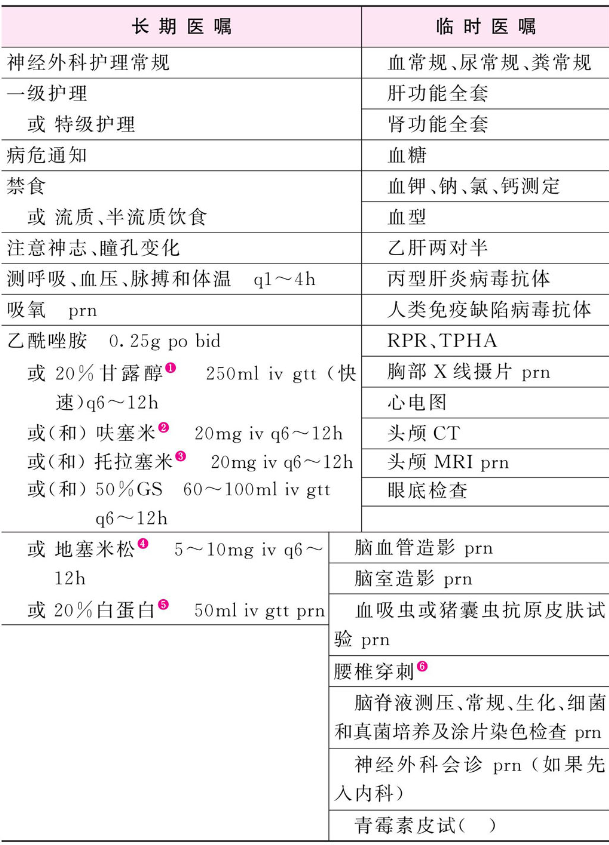 长期医嘱
神经外科护理常规
一级护理
或 特级护理
病危通知
禁食
或 流质、半流质饮食
注意神志、瞳孔变化
测呼吸、血压、脉搏和体温 q1～4h
吸氧 prn
乙酰唑胺 0.25g po bid
或 20%甘露醇❶ 250ml iv gtt（快
速）q6～12h
或(和) 呋塞米❷ 20mg iv q6～12h
或(和) 托拉塞米❸ 20mg iv q6～12h
或(和) 50%GS 60～100ml iv gtt
q6～12h
或 地塞米松❹ 5～10mg iv q6～
12h
或 20%白蛋白❺ 50ml iv gtt prn
临时医嘱
血常规、尿常规、粪常规
肝功能全套
肾功能全套
血糖
血钾、钠、氯、钙测定
血型
乙肝两对半
丙型肝炎病毒抗体
人类免疫缺陷病毒抗体
RPR、TPHA
胸部 X 线摄片 prn
心电图
头颅 CT
头颅 MRI prn
眼底检查
脑血管造影 prn
脑室造影 prn
血吸虫或猪囊虫抗原皮肤试
验 prn
腰椎穿刺❻
脑脊液测压、常规、生化、细菌
和真菌培养及涂片染色检查 prn
神经外科会诊 prn（如果先
入内科）
青霉素皮试( )